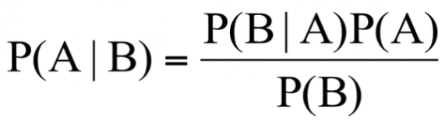 P(A | B) = P(B | A)P(A) / P(B)